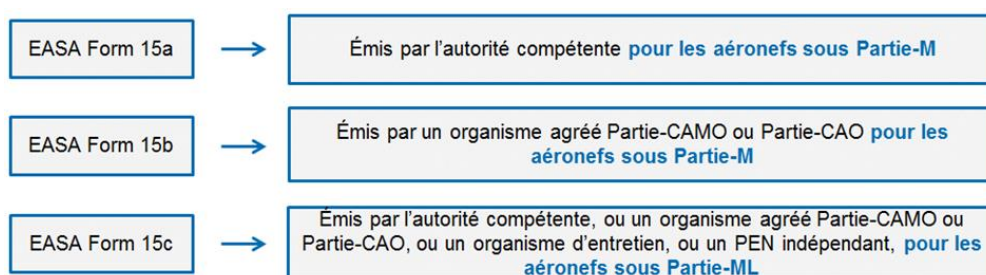 EASA Form 15a
Émis par l’autorité compétente pour les aéronefs sous Partie-M
EASA Form 15b
Émis par un organisme agréé Partie-CAMO ou Partie-CAO pour les
aéronefs sous Partie-M
EASA Form 15c
Émis par l’autorité compétente, ou un organisme agréé Partie-CAMO ou
Partie-CAO, ou un organisme d’entretien, ou un PEN indépendant, pour les
aéronefs sous Partie-ML